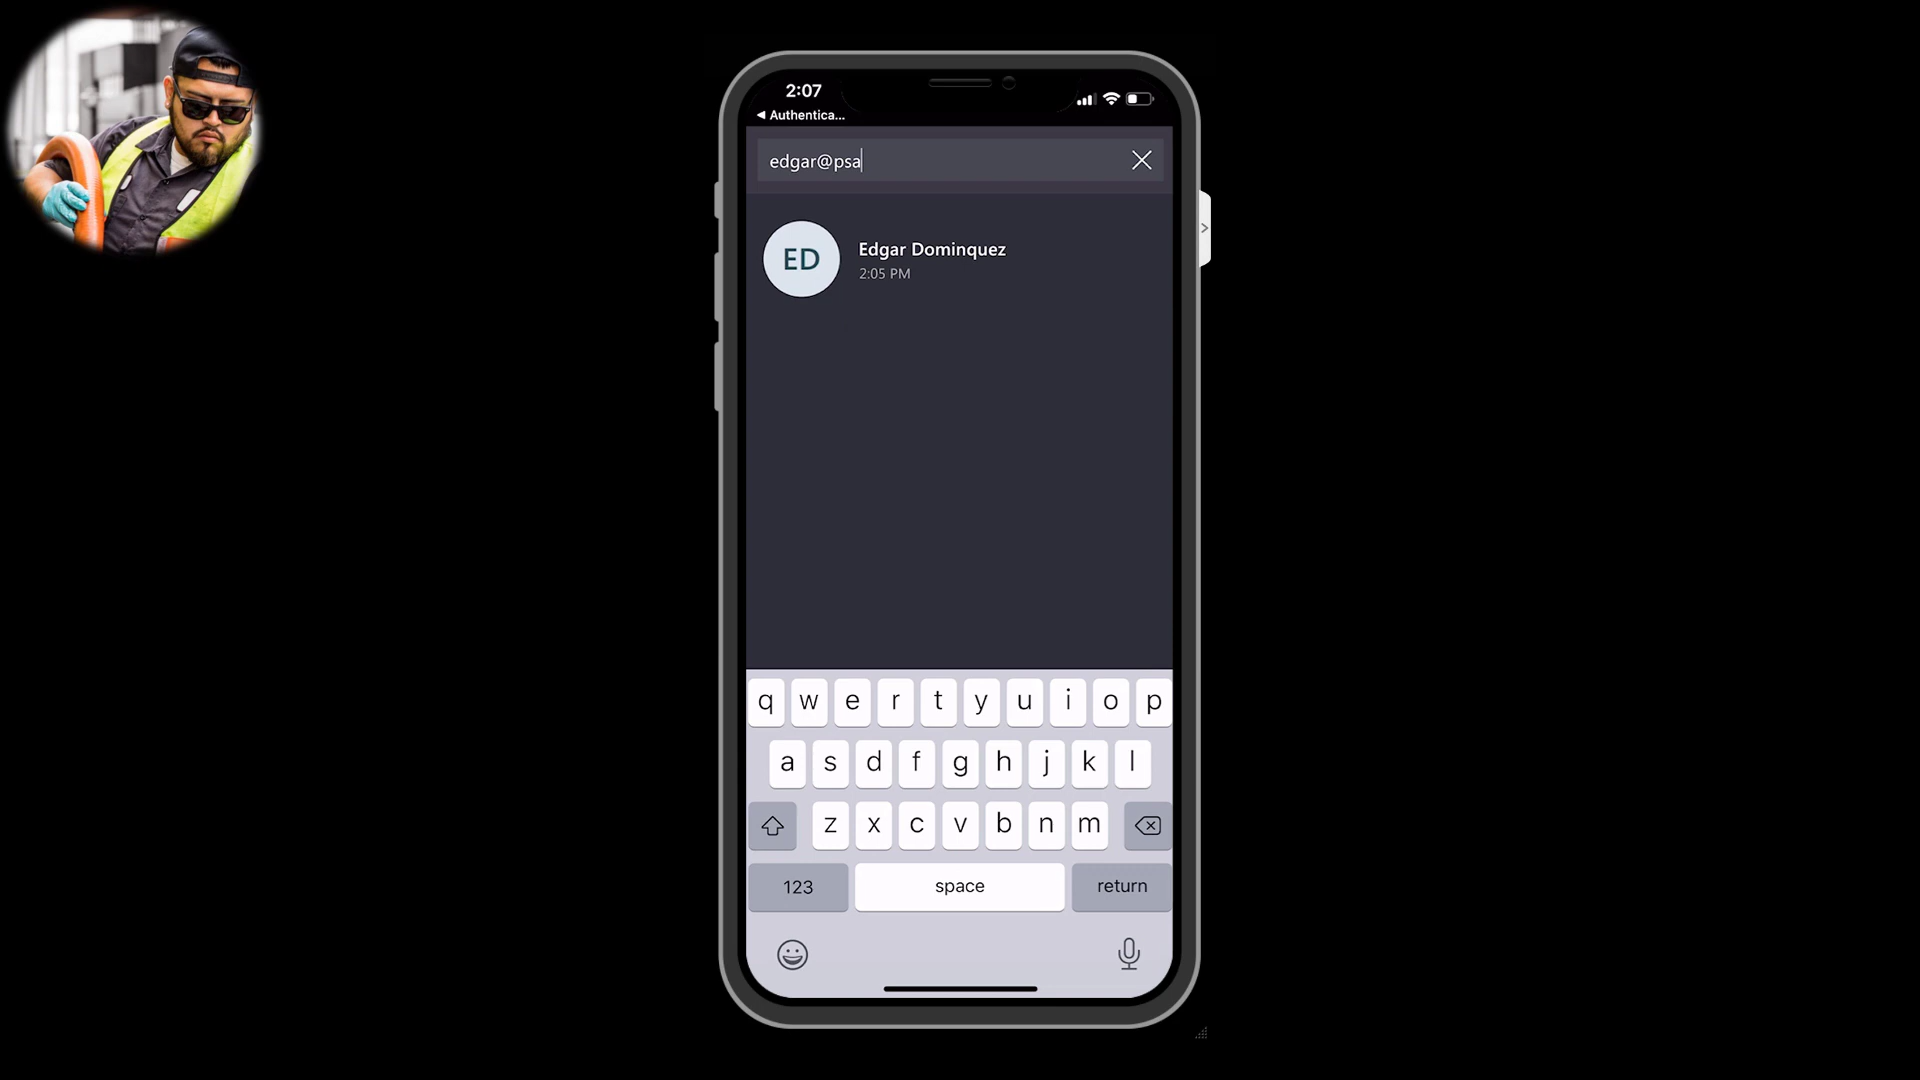 2:07
◀ Authentica...
edgar@psa
ED
Edgar Dominquez
2:05 PM
q w e r t y u i o p
a s d f g h j k l
z x c v b n m
123 space return